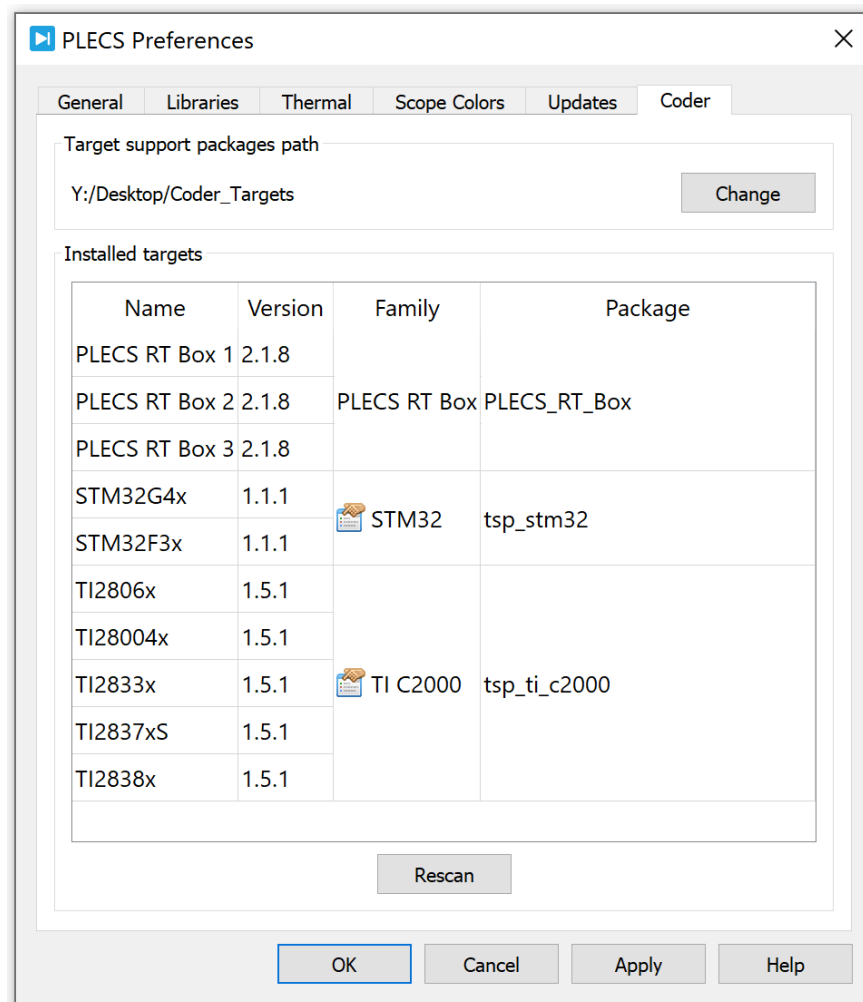 PLECS Preferences
General Libraries Thermal Scope Colors Updates Coder
Target support packages path
Y:/Desktop/Coder_Targets Change
Installed targets
Name Version Family Package
PLECS RT Box 1 2.1.8
PLECS RT Box 2 2.1.8 PLECS RT Box PLECS_RT_Box
PLECS RT Box 3 2.1.8
STM32G4x 1.1.1
STM32 tsp_stm32
STM32F3x 1.1.1
TI2806x 1.5.1
TI28004x 1.5.1
TI2833x 1.5.1 TI C2000 tsp_ti_c2000
TI2837xS 1.5.1
TI2838x 1.5.1
Rescan
OK Cancel Apply Help